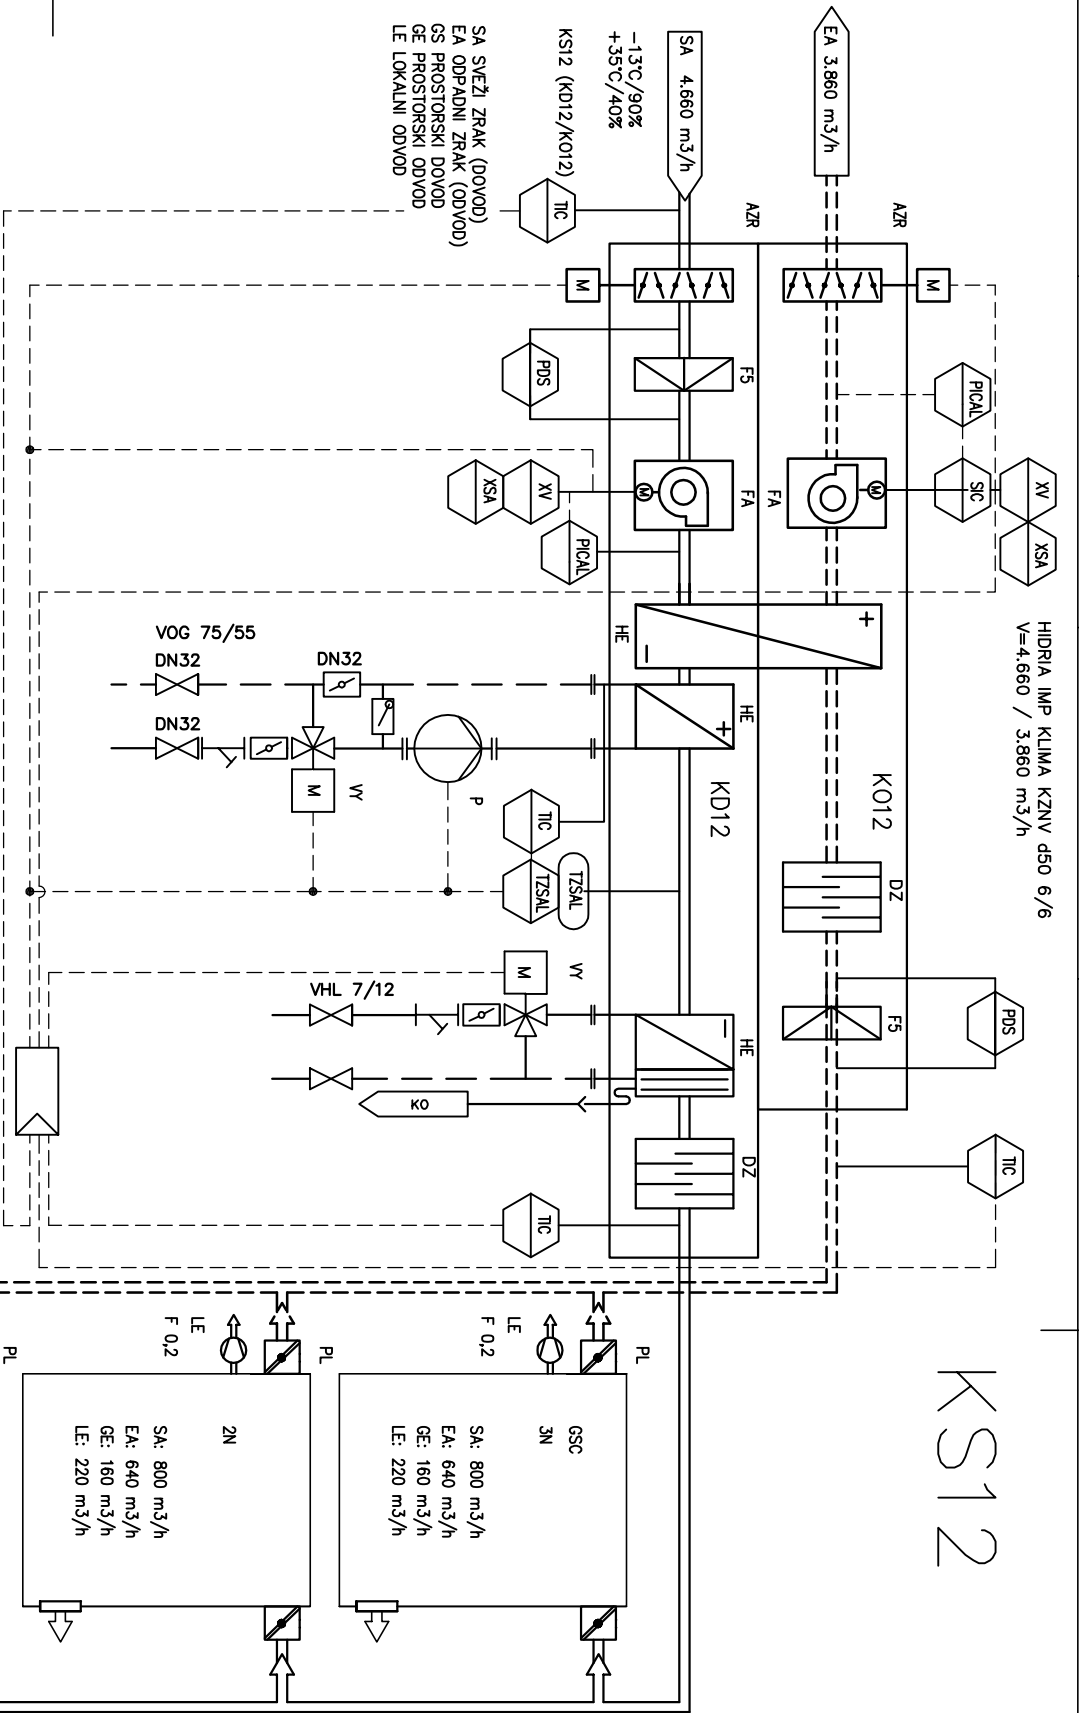 KS12
HIDRIA IMP KLIMA KZNV d50 6/6
V=4.660 / 3.860 m3/h
EA 3.860 m3/h
AZR
M
PICAL
SIC
XV
XSA
M
FA
KO12
DZ
PDS
F5
TIC
SA 4.660 m3/h
-13°C/90%
+35°C/40%
KS12 (KD12/KO12)
AZR
M
TIC
F5
PDS
FA
M
XV
XSA
PICAL
+
−
HE
HE
+
KD12
HE
−
DZ
TIC
TZSAL
TZSAL
TIC
P
VY
M
VY
M
KO
SA SVEŽI ZRAK (DOVOD)
EA ODPADNI ZRAK (ODVOD)
GS PROSTORSKI DOVOD
GE PROSTORSKI ODVOD
LE LOKALNI ODVOD
VOG 75/55
DN32
DN32
DN32
VHL 7/12
PL
LE
F 0,2
GSC
3N
SA: 800 m3/h
EA: 640 m3/h
GE: 160 m3/h
LE: 220 m3/h
PL
LE
F 0,2
2N
SA: 800 m3/h
EA: 640 m3/h
GE: 160 m3/h
LE: 220 m3/h
PL